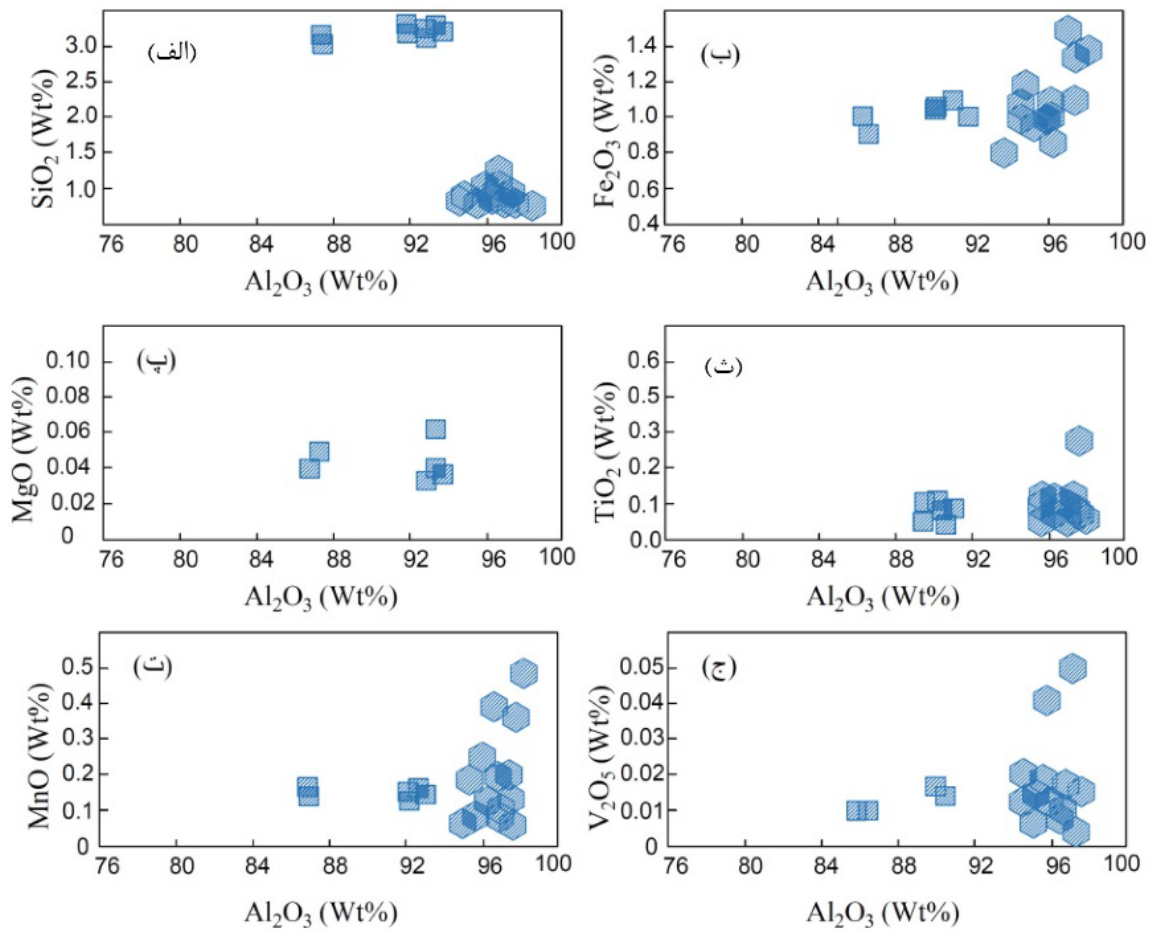 (الف)
3.0
2.5
2.0
1.5
1.0
SiO₂ (Wt%)
76 80 84 88 92 96 100
Al₂O₃ (Wt%)
(ب)
1.4
1.2
1.0
0.8
0.6
0.4
Fe₂O₃ (Wt%)
76 80 84 88 92 96 100
Al₂O₃ (Wt%)
(پ)
0.10
0.08
0.06
0.04
0.02
0
MgO (Wt%)
76 80 84 88 92 96 100
Al₂O₃ (Wt%)
(ث)
0.6
0.5
0.3
0.2
0.1
0.0
TiO₂ (Wt%)
76 80 84 88 92 96 100
Al₂O₃ (Wt%)
(ت)
0.5
0.4
0.3
0.2
0.1
0
MnO (Wt%)
76 80 84 88 92 96 100
Al₂O₃ (Wt%)
(ج)
0.05
0.04
0.03
0.02
0.01
0
V₂O₅ (Wt%)
76 80 84 88 92 96 100
Al₂O₃ (Wt%)